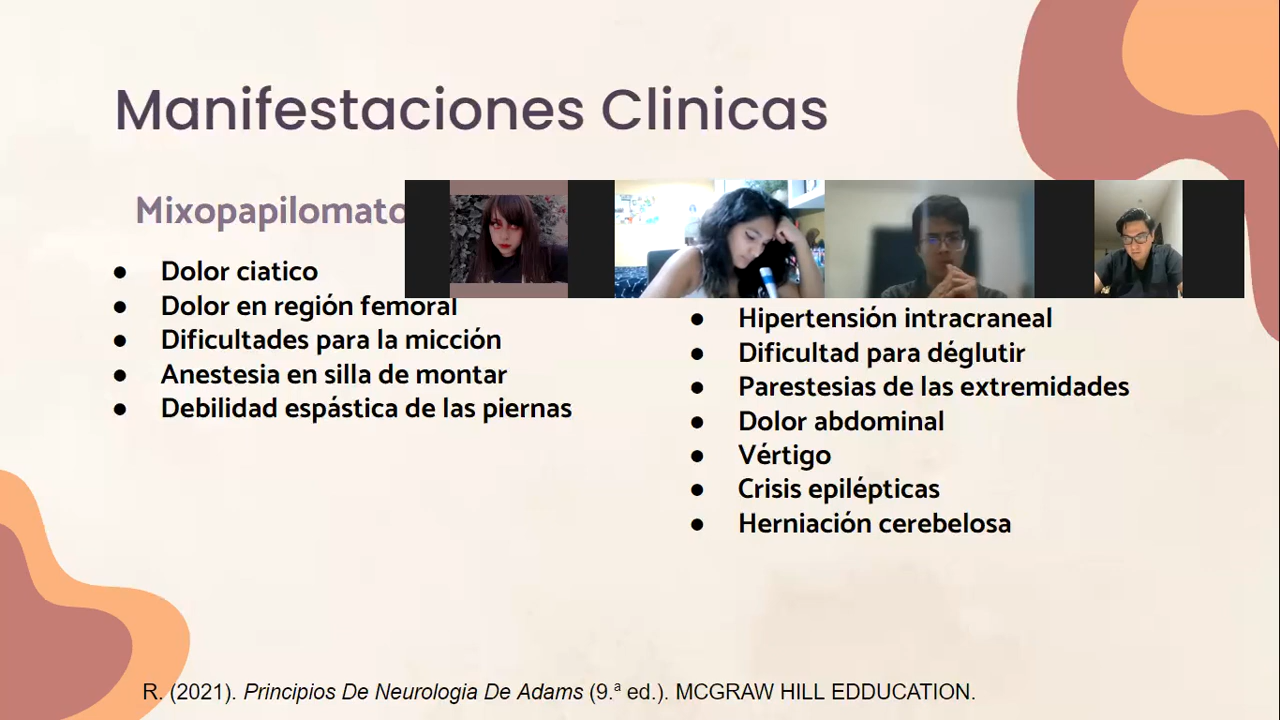 Manifestaciones Clinicas
Mixopapilomato
● Dolor ciatico
● Dolor en región femoral
● Dificultades para la micción
● Anestesia en silla de montar
● Debilidad espástica de las piernas
● Hipertensión intracraneal
● Dificultad para déglutir
● Parestesias de las extremidades
● Dolor abdominal
● Vértigo
● Crisis epilépticas
● Herniación cerebelosa
R. (2021). Principios De Neurologia De Adams (9.ª ed.). MCGRAW HILL EDDUCATION.